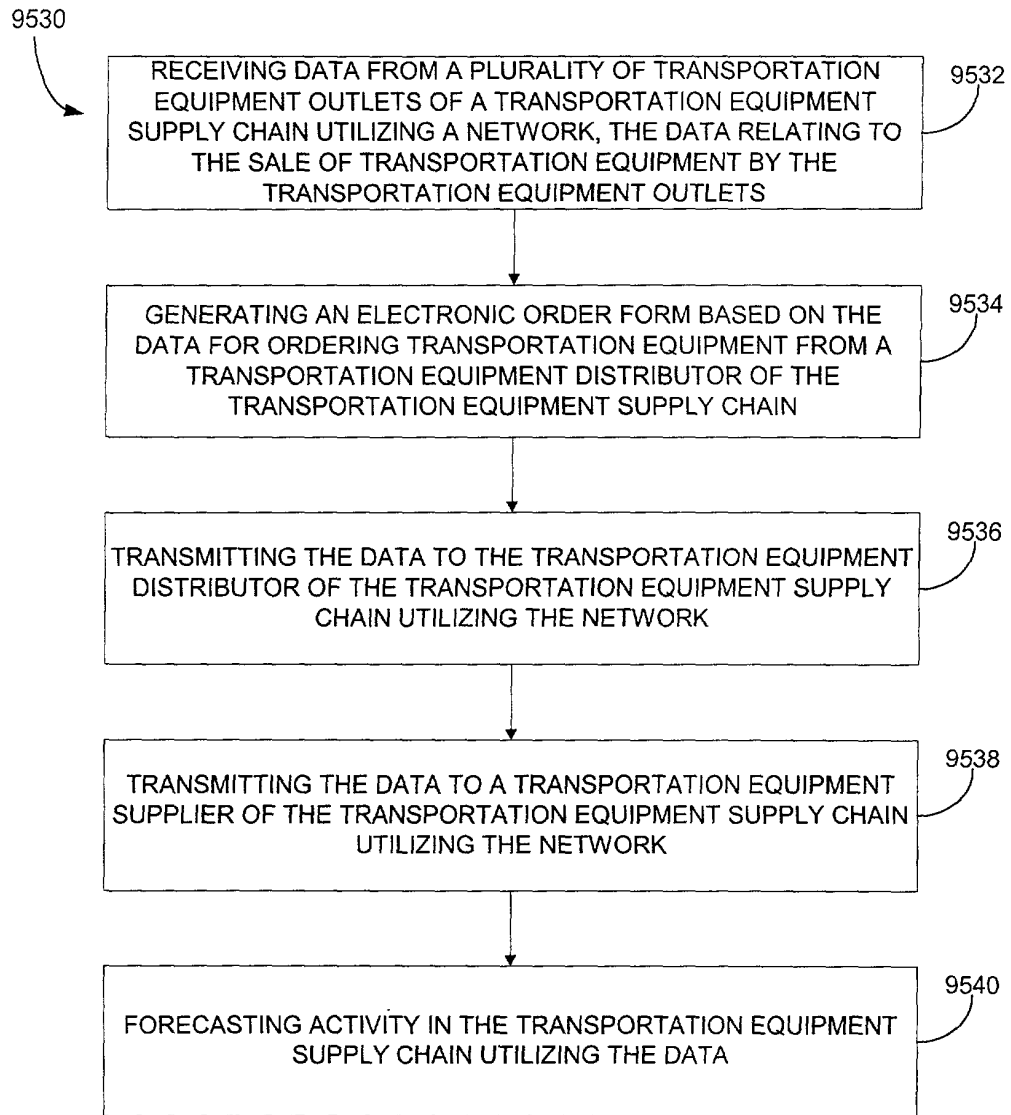 9530
RECEIVING DATA FROM A PLURALITY OF TRANSPORTATION
EQUIPMENT OUTLETS OF A TRANSPORTATION EQUIPMENT
SUPPLY CHAIN UTILIZING A NETWORK, THE DATA RELATING TO
THE SALE OF TRANSPORTATION EQUIPMENT BY THE
TRANSPORTATION EQUIPMENT OUTLETS
9532
GENERATING AN ELECTRONIC ORDER FORM BASED ON THE
DATA FOR ORDERING TRANSPORTATION EQUIPMENT FROM A
TRANSPORTATION EQUIPMENT DISTRIBUTOR OF THE
TRANSPORTATION EQUIPMENT SUPPLY CHAIN
9534
TRANSMITTING THE DATA TO THE TRANSPORTATION EQUIPMENT
DISTRIBUTOR OF THE TRANSPORTATION EQUIPMENT SUPPLY
CHAIN UTILIZING THE NETWORK
9536
TRANSMITTING THE DATA TO A TRANSPORTATION EQUIPMENT
SUPPLIER OF THE TRANSPORTATION EQUIPMENT SUPPLY CHAIN
UTILIZING THE NETWORK
9538
FORECASTING ACTIVITY IN THE TRANSPORTATION EQUIPMENT
SUPPLY CHAIN UTILIZING THE DATA
9540